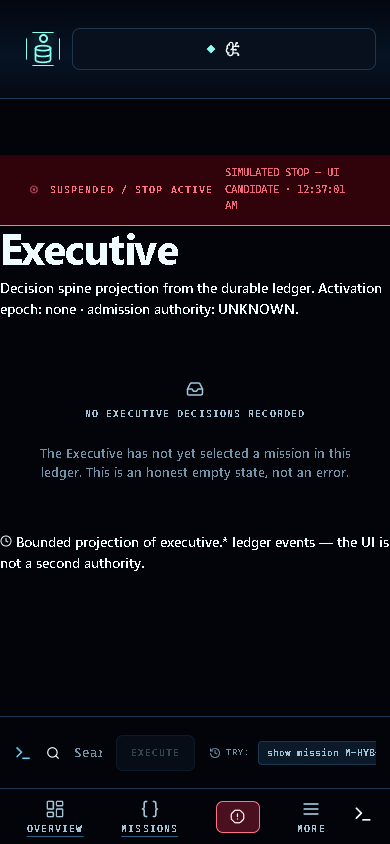 SUSPENDED / STOP ACTIVE
SIMULATED STOP — UI
CANDIDATE · 12:37:01
AM
Executive
Decision spine projection from the durable ledger. Activation
epoch: none · admission authority: UNKNOWN.
NO EXECUTIVE DECISIONS RECORDED
The Executive has not yet selected a mission in this
ledger. This is an honest empty state, not an error.
Bounded projection of executive.* ledger events — the UI is
not a second authority.
Sear
EXECUTE
TRY:
show mission M-HYB
OVERVIEW
MISSIONS
MORE